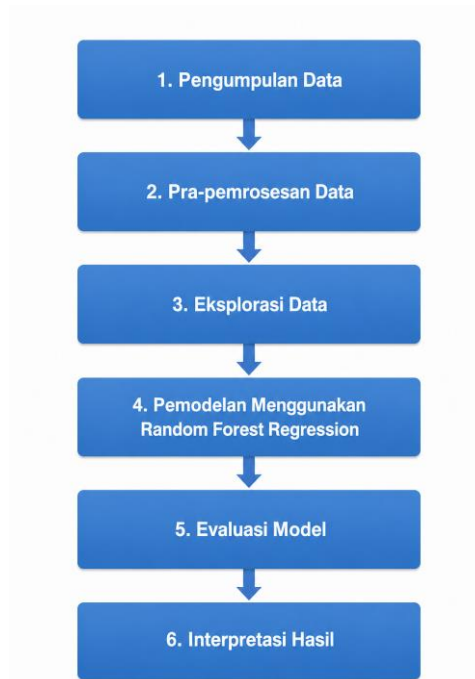 1. Pengumpulan Data
2. Pra-pemrosesan Data
3. Eksplorasi Data
4. Pemodelan Menggunakan
Random Forest Regression
5. Evaluasi Model
6. Interpretasi Hasil